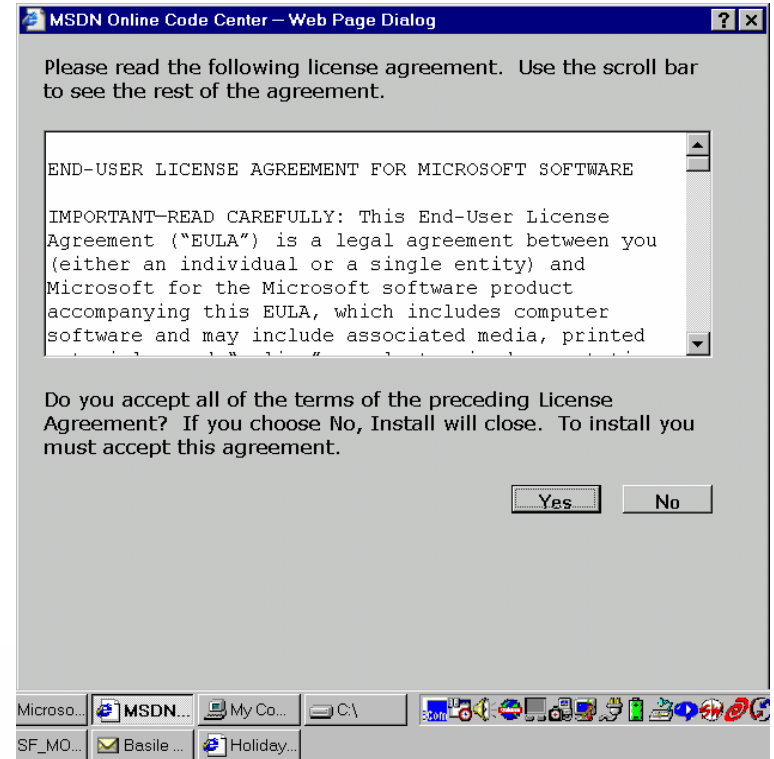 MSDN Online Code Center — Web Page Dialog
Please read the following license agreement.  Use the scroll bar
to see the rest of the agreement.
END-USER LICENSE AGREEMENT FOR MICROSOFT SOFTWARE
IMPORTANT—READ CAREFULLY: This End-User License
Agreement (“EULA”) is a legal agreement between you
(either an individual or a single entity) and
Microsoft for the Microsoft software product
accompanying this EULA, which includes computer
software and may include associated media, printed
Do you accept all of the terms of the preceding License
Agreement?  If you choose No, Install will close.  To install you
must accept this agreement.
Yes No
Microso... MSDN... My Co... C:\
SF_MO... Basile ... Holiday...